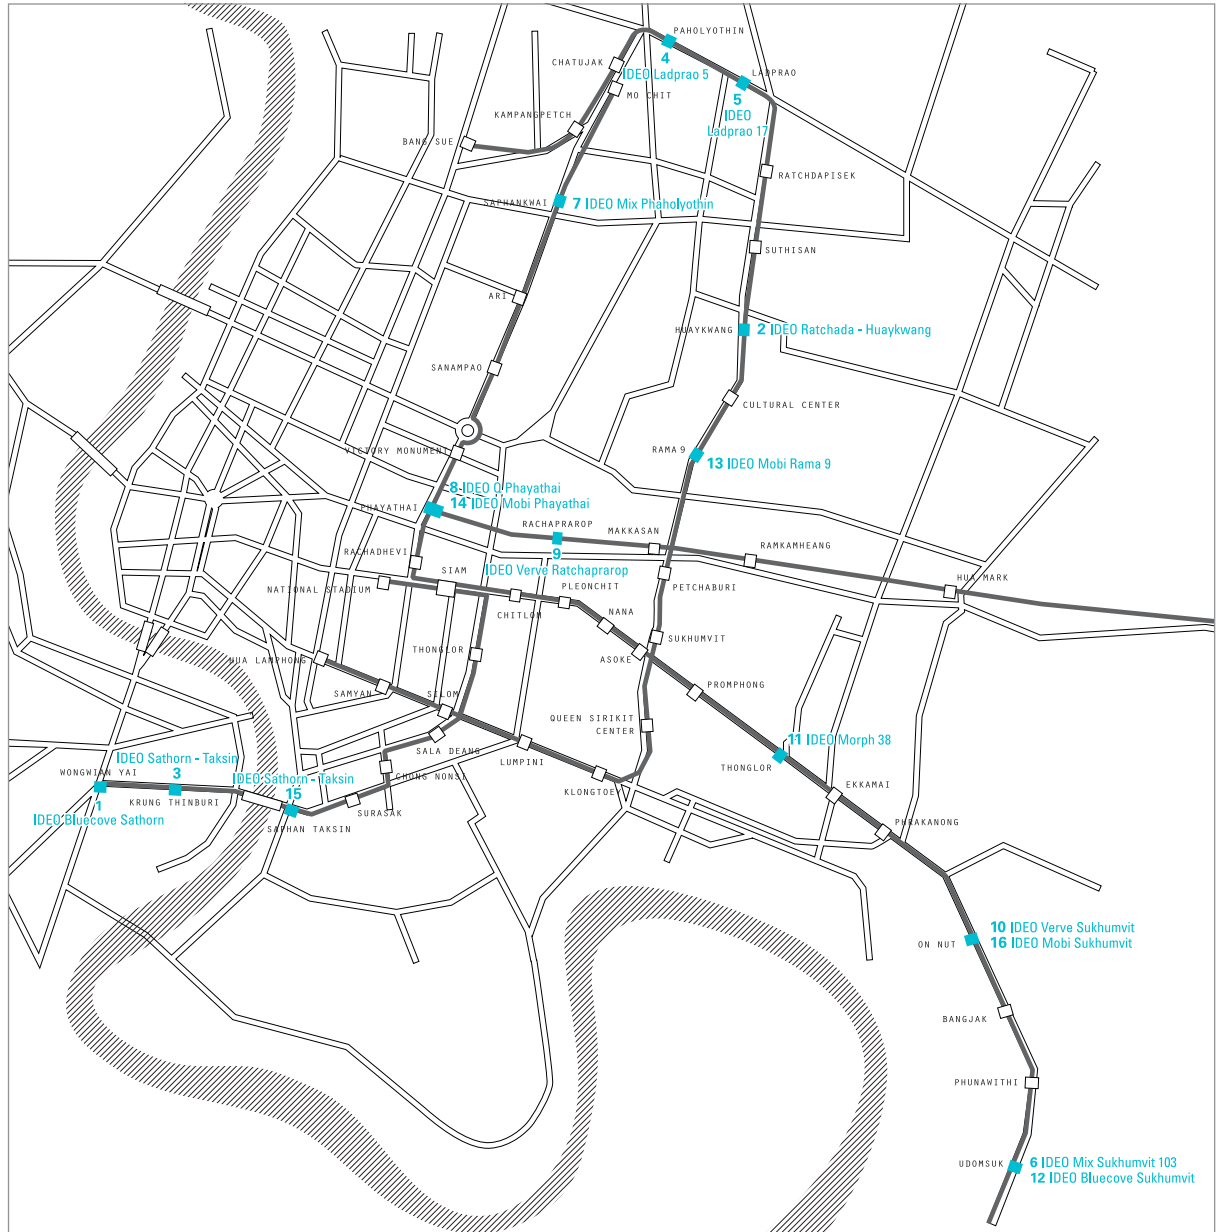 PAHOLYOTHIN
4
IDEO Ladprao 5
CHATUJAK
LADPRAO
MO CHIT
5
IDEO
Ladprao 17
KAMPANGPETCH
BANG SUE
RATCHDAPISEK
SAPHANKWAI
7 IDEO Mix Phaholyothin
SUTHISAN
ARI
HUAYKWANG
2 IDEO Ratchada - Huaykwang
SANAMPAO
CULTURAL CENTER
VICTORY MONUMENT
RAMA 9
13 IDEO Mobi Rama 9
8 IDEO Q Phayathai
14 IDEO Mobi Phayathai
PHAYATHAI
RACHAPRAROP
MAKKASAN
9
IDEO Verve Ratchaprarop
RACHADHEVI
RAMKAMHEANG
SIAM
HUA MARK
NATIONAL STADIUM
PLEONCHIT
PETCHABURI
CHITLOM
NANA
SUKHUMVIT
THONGLOR
ASOKE
HUA LAMPHONG
SAMYAN
SILOM
PROMPHONG
QUEEN SIRIKIT
CENTER
11 IDEO Morph 38
SALA DEANG
IDEO Sathorn - Taksin
3
LUMPINI
THONGLOR
WONGWIAN YAI
IDEO Sathorn - Taksin
15
CHONG NONSI
EKKAMAI
KLONGTOEY
KRUNG THINBURI
1
IDEO Bluecove Sathorn
SURASAK
SAPHAN TAKSIN
PHRAKANONG
10 IDEO Verve Sukhumvit
16 IDEO Mobi Sukhumvit
ON NUT
BANGJAK
PHUNAWITHI
UDOMSUK
6 IDEO Mix Sukhumvit 103
12 IDEO Bluecove Sukhumvit